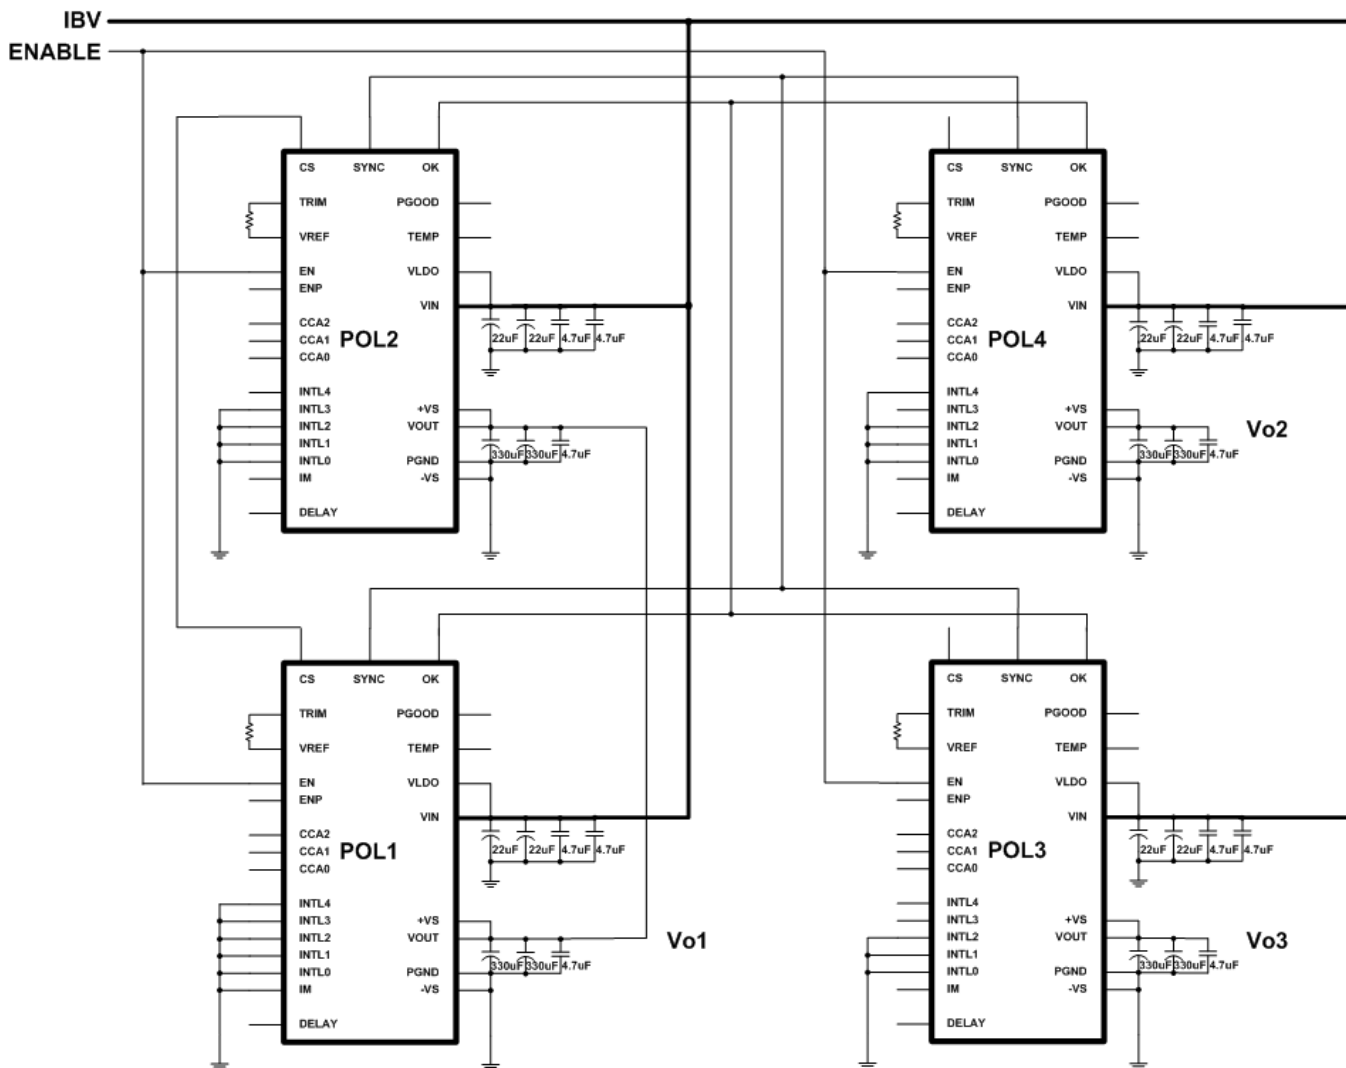 IBV
ENABLE
CS SYNC OK
TRIM PGOOD
VREF TEMP
EN VLDO
ENP
VIN
CCA2
22uF 22uF 4.7uF 4.7uF
CCA1
POL2
CCA0
INTL4
INTL3 +VS
INTL2 VOUT
INTL1
330uF 330uF 4.7uF
INTL0 PGND
IM -VS
DELAY
CS SYNC OK
TRIM PGOOD
VREF TEMP
EN VLDO
ENP
VIN
CCA2
22uF 22uF 4.7uF 4.7uF
CCA1
POL4
CCA0
INTL4
INTL3 +VS
INTL2 VOUT
Vo2
INTL1
330uF 330uF 4.7uF
INTL0 PGND
IM -VS
DELAY
CS SYNC OK
TRIM PGOOD
VREF TEMP
EN VLDO
ENP
VIN
CCA2
22uF 22uF 4.7uF 4.7uF
CCA1
POL1
CCA0
INTL4
INTL3 +VS
INTL2 VOUT
Vo1
INTL1
330uF 330uF 4.7uF
INTL0 PGND
IM -VS
DELAY
CS SYNC OK
TRIM PGOOD
VREF TEMP
EN VLDO
ENP
VIN
CCA2
22uF 22uF 4.7uF 4.7uF
CCA1
POL3
CCA0
INTL4
INTL3 +VS
INTL2 VOUT
Vo3
INTL1
330uF 330uF 4.7uF
INTL0 PGND
IM -VS
DELAY